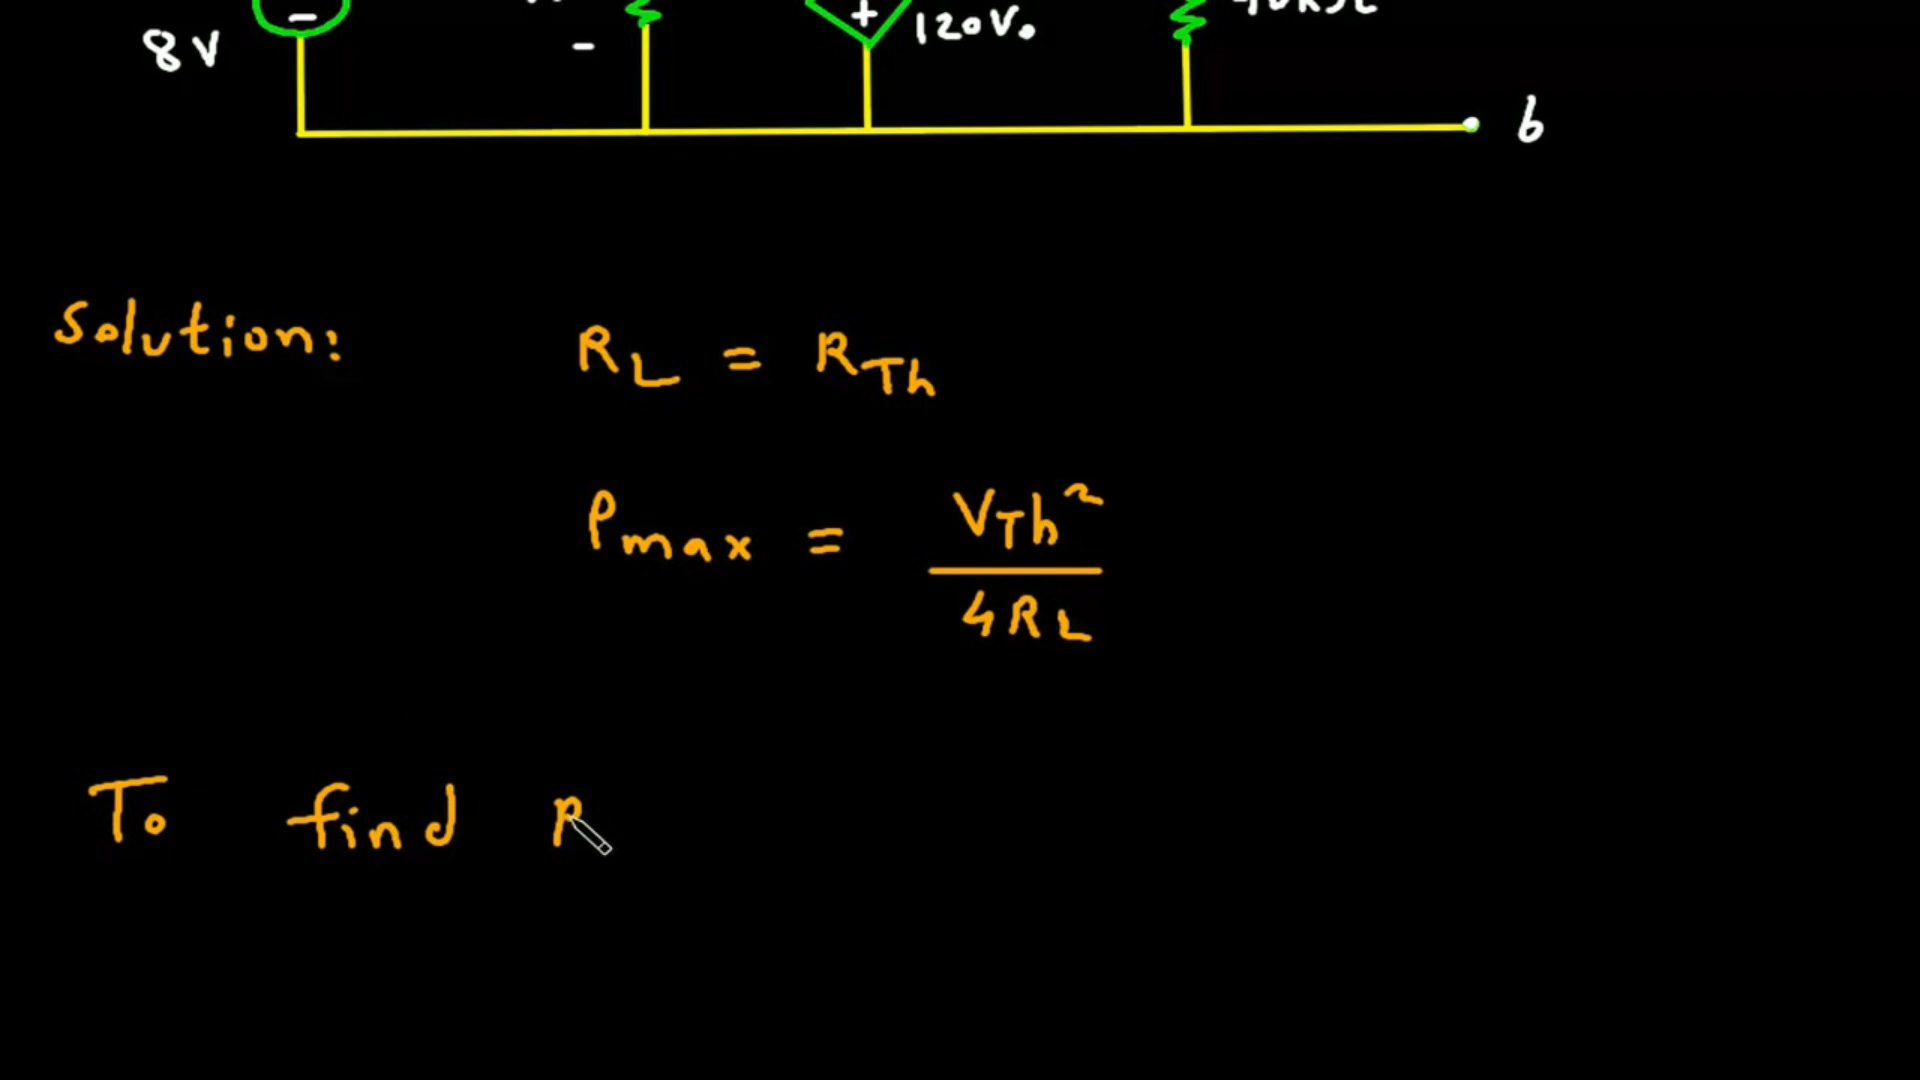 8V
-
-
+
120V₀
b
Solution:
R_L = R_Th
P_max = V_Th² / 4R_L
To find R